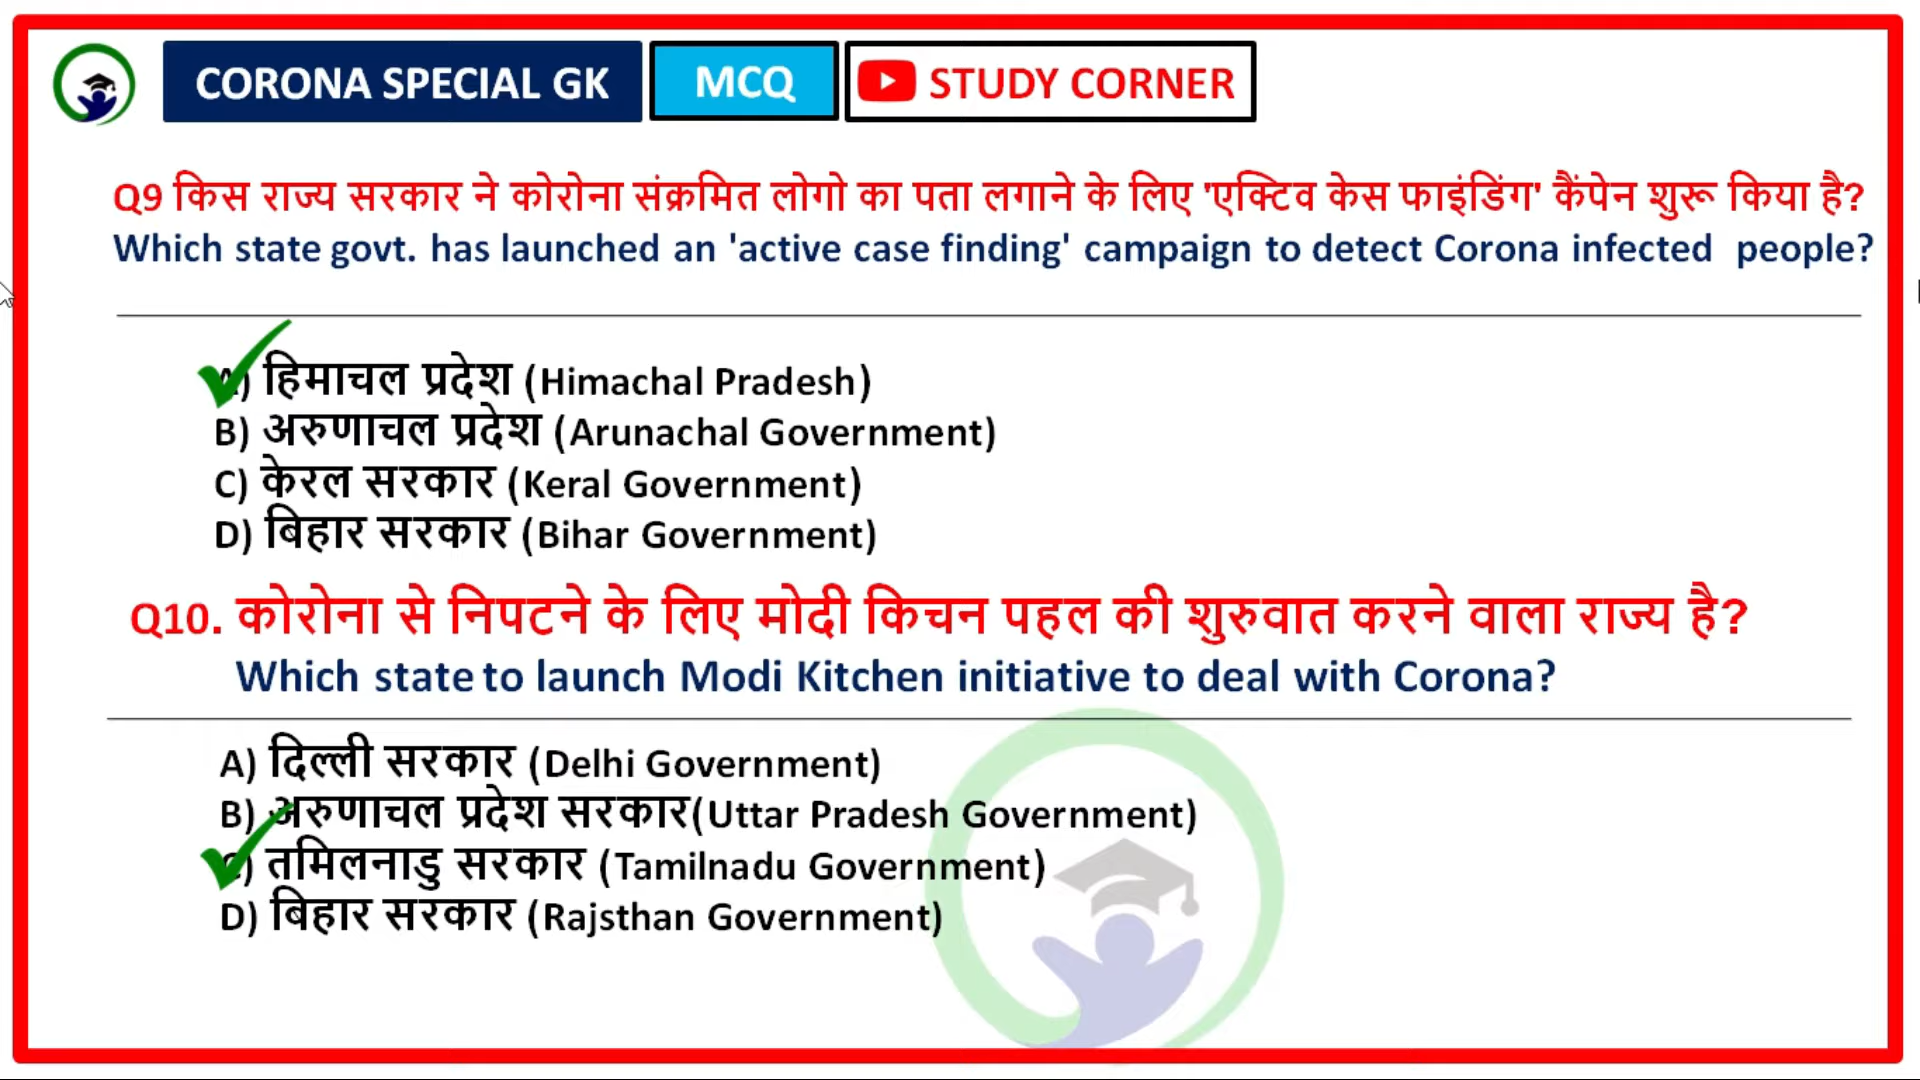 CORONA SPECIAL GK MCQ STUDY CORNER
Q9 किस राज्य सरकार ने कोरोना संक्रमित लोगो का पता लगाने के लिए 'एक्टिव केस फाइंडिंग' कैंपेन शुरू किया है?
Which state govt. has launched an 'active case finding' campaign to detect Corona infected people?
A) हिमाचल प्रदेश (Himachal Pradesh)
B) अरुणाचल प्रदेश (Arunachal Government)
C) केरल सरकार (Keral Government)
D) बिहार सरकार (Bihar Government)
Q10. कोरोना से निपटने के लिए मोदी किचन पहल की शुरुवात करने वाला राज्य है?
Which state to launch Modi Kitchen initiative to deal with Corona?
A) दिल्ली सरकार (Delhi Government)
B) अरुणाचल प्रदेश सरकार(Uttar Pradesh Government)
C) तमिलनाडु सरकार (Tamilnadu Government)
D) बिहार सरकार (Rajsthan Government)